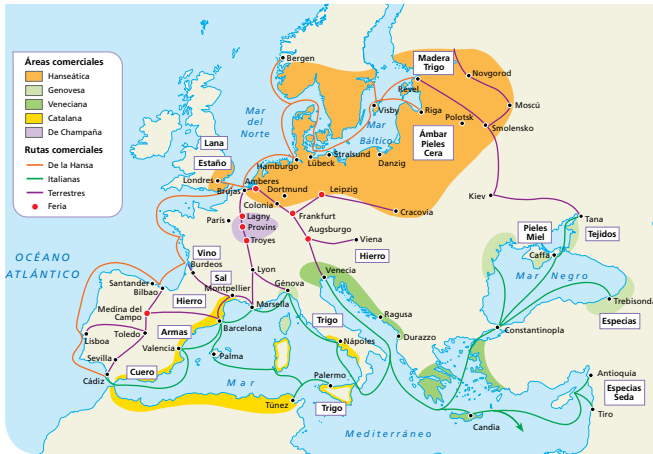 Áreas comerciales
Hanseática
Genovesa
Veneciana
Catalana
De Champaña
Rutas comerciales
De la Hansa
Italianas
Terrestres
Feria
Bergen
Mar
del
Norte
Lana
Estaño
Londres
Brujas
Amberes
Hamburgo
Lübeck
Stralsund
Danzig
Visby
Mar
Báltico
Madera
Trigo
Revel
Riga
Novgorod
Moscú
Polotsk
Smolensko
Ámbar
Pieles
Cera
Dortmund
Colonia
Leipzig
Frankfurt
Cracovia
Kiev
París
Lagny
Provins
Troyes
Augsburgo
Viena
Hierro
OCÉANO
ATLÁNTICO
Vino
Burdeos
Lyon
Sal
Montpellier
Marsella
Génova
Venecia
Santander
Bilbao
Hierro
Medina del
Campo
Toledo
Lisboa
Sevilla
Cádiz
Armas
Valencia
Cuero
Barcelona
Palma
Trigo
Nápoles
Ragusa
Durazzo
Palermo
Trigo
Túnez
Mar
Mediterráneo
Candia
Constantinopla
Pieles
Miel
Caffa
Tana
Tejidos
Mar Negro
Trebisonda
Especias
Antioquía
Especias
Seda
Tiro